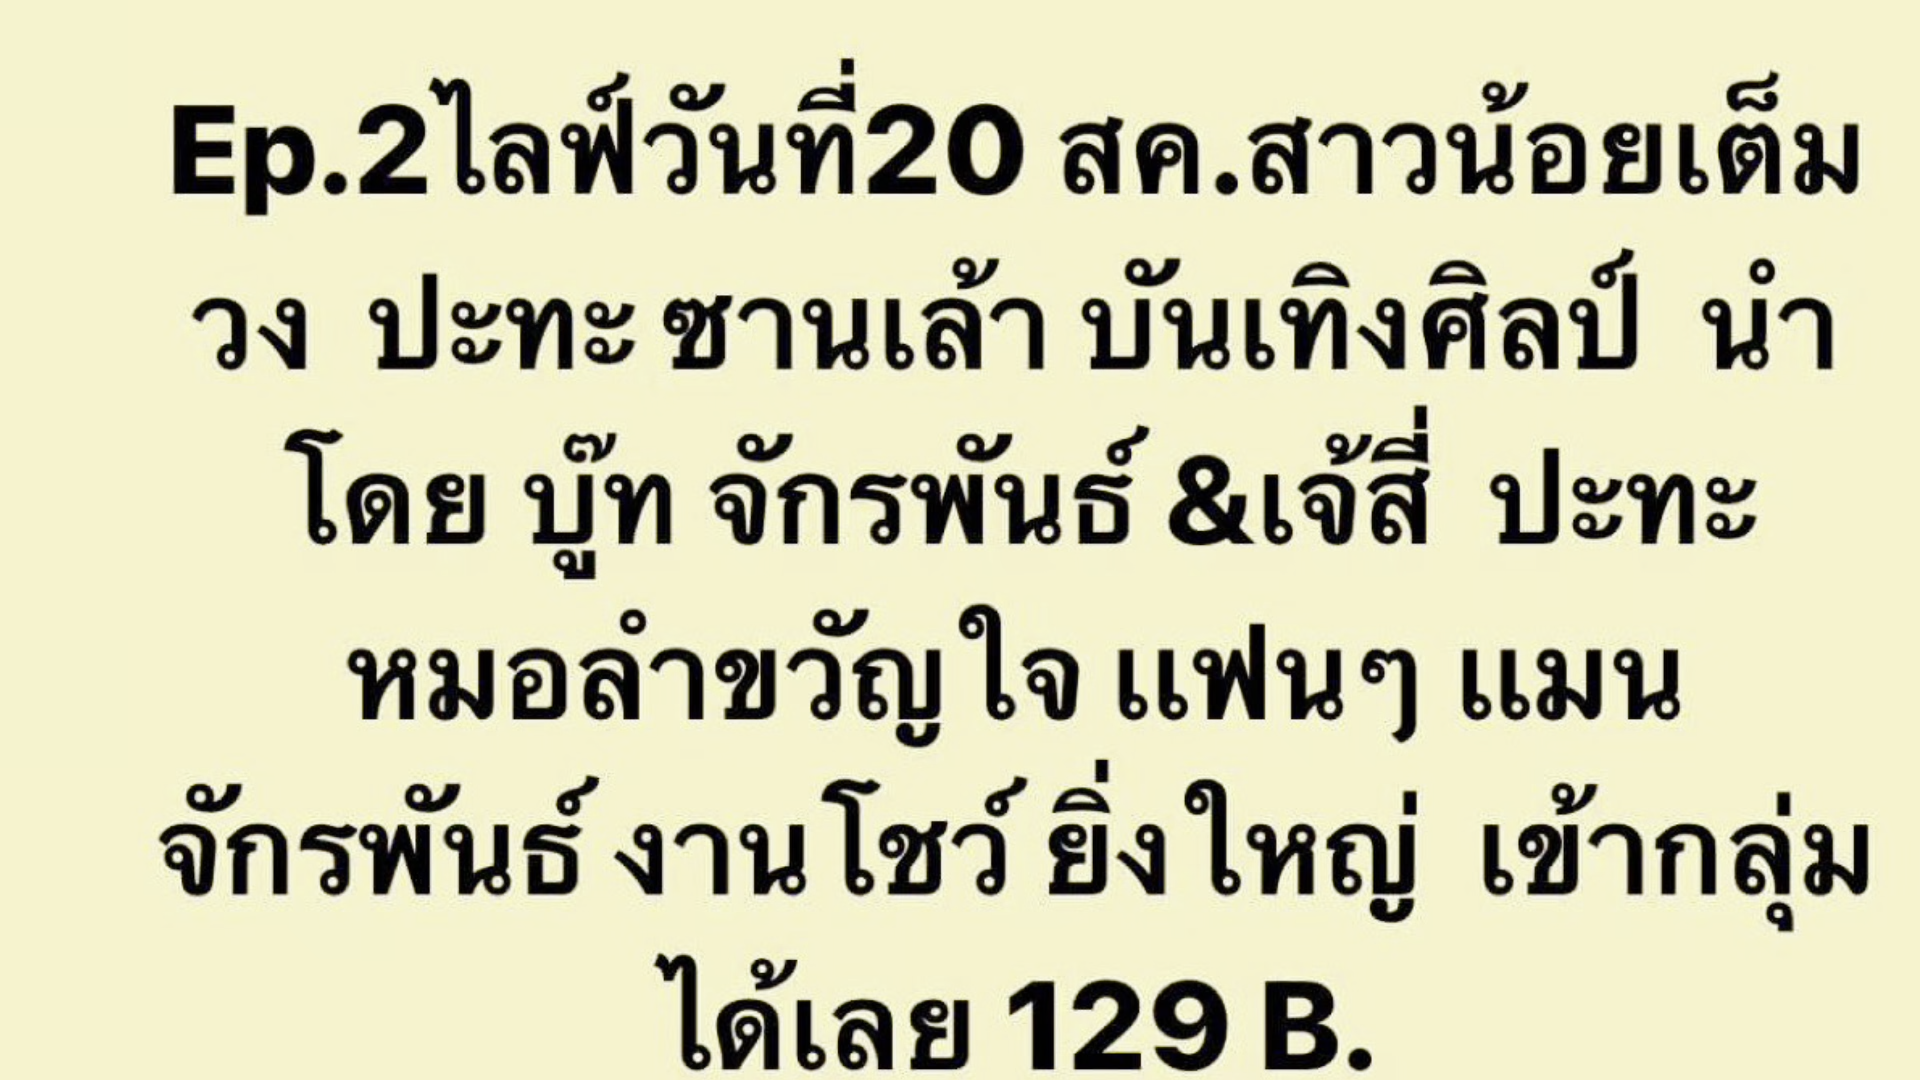 Ep.2ไลฟ์วันที่20 สค.สาวน้อยเต็ม
วง  ปะทะ ซานเล้า บันเทิงศิลป์  นำ
โดย บู๊ท จักรพันธ์ &เจ้สี่  ปะทะ
หมอลำขวัญใจ แฟนๆ แมน
จักรพันธ์ งานโชว์ ยิ่งใหญ่  เข้ากลุ่ม
ได้เลย 129 B.